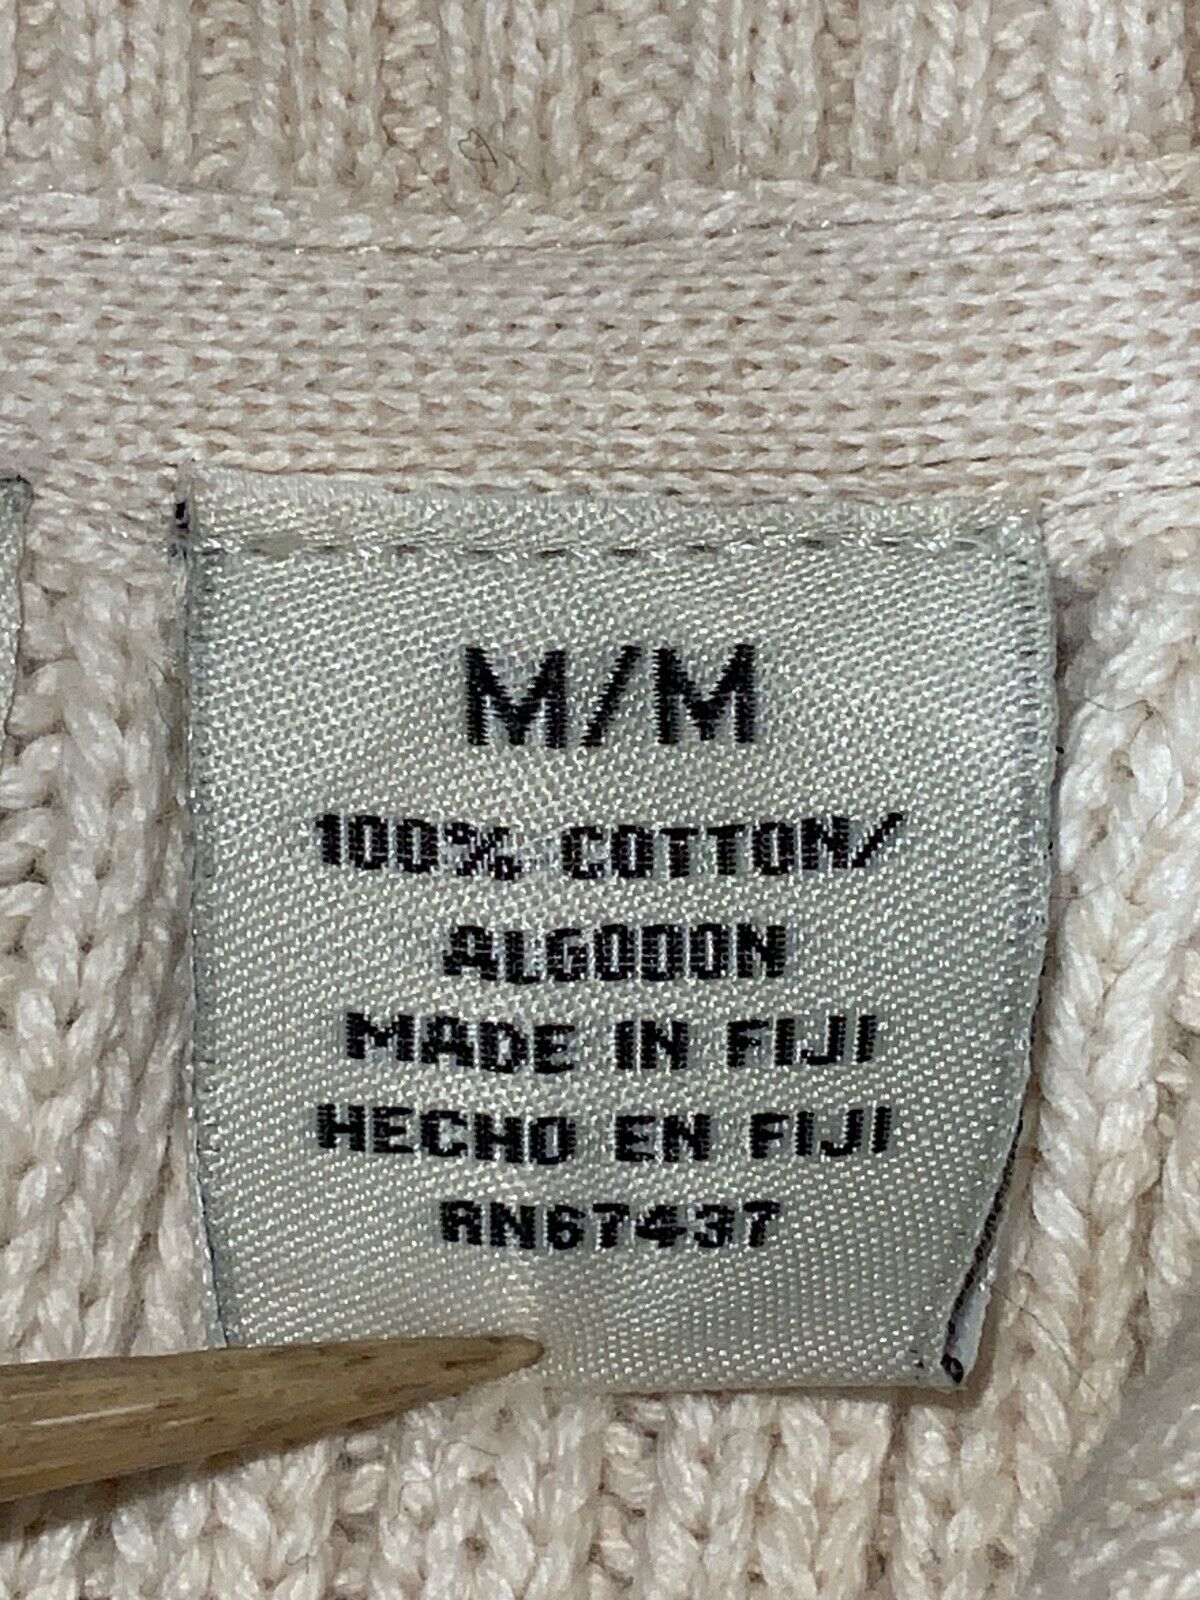 M/M
100% COTTON/
ALGODON
MADE IN FIJI
HECHO EN FIJI
RN67437